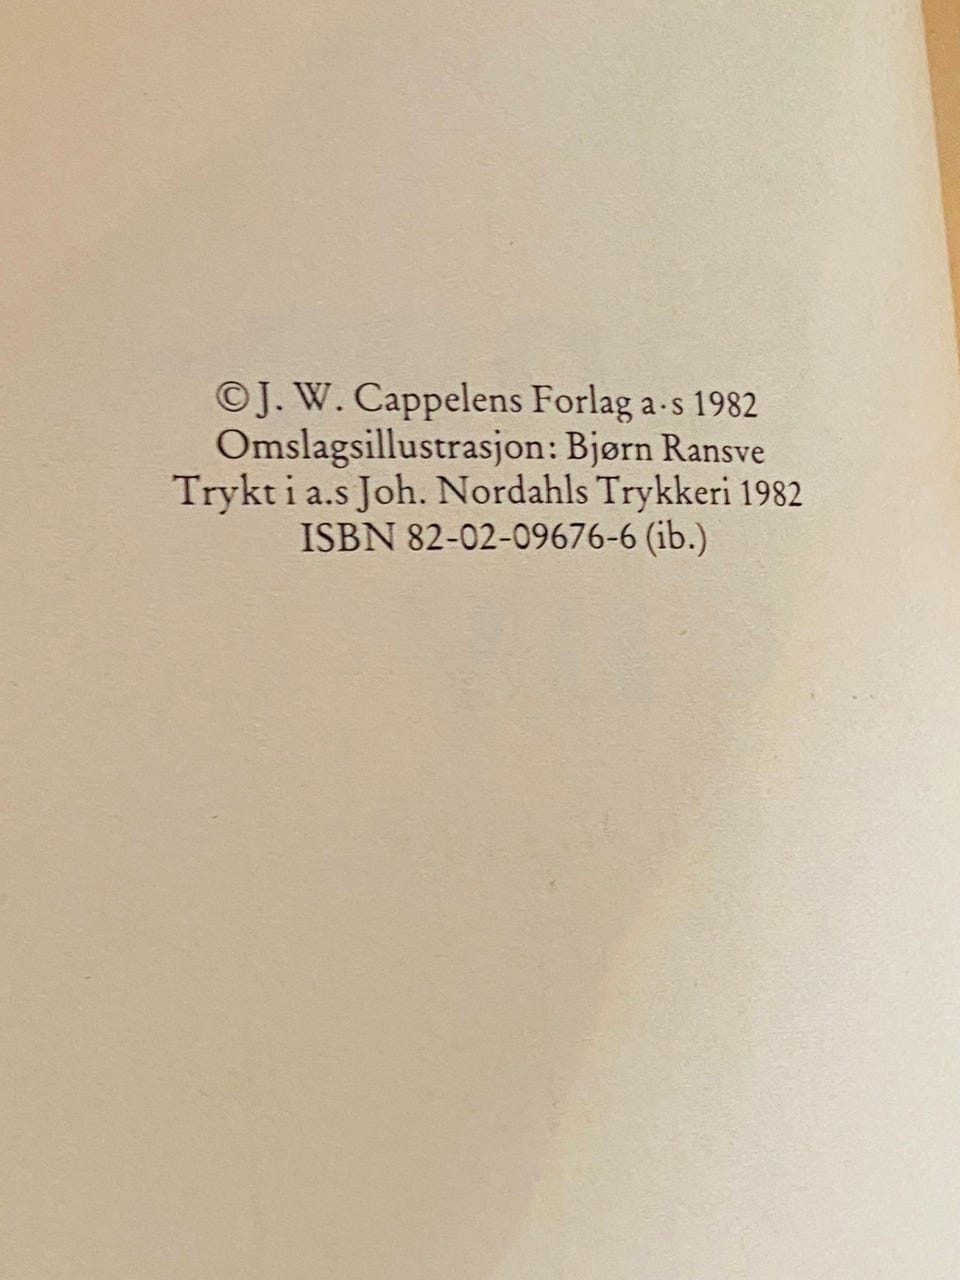 © J. W. Cappelens Forlag a·s 1982
Omslagsillustrasjon: Bjørn Ransve
Trykt i a.s Joh. Nordahls Trykkeri 1982
ISBN 82-02-09676-6 (ib.)